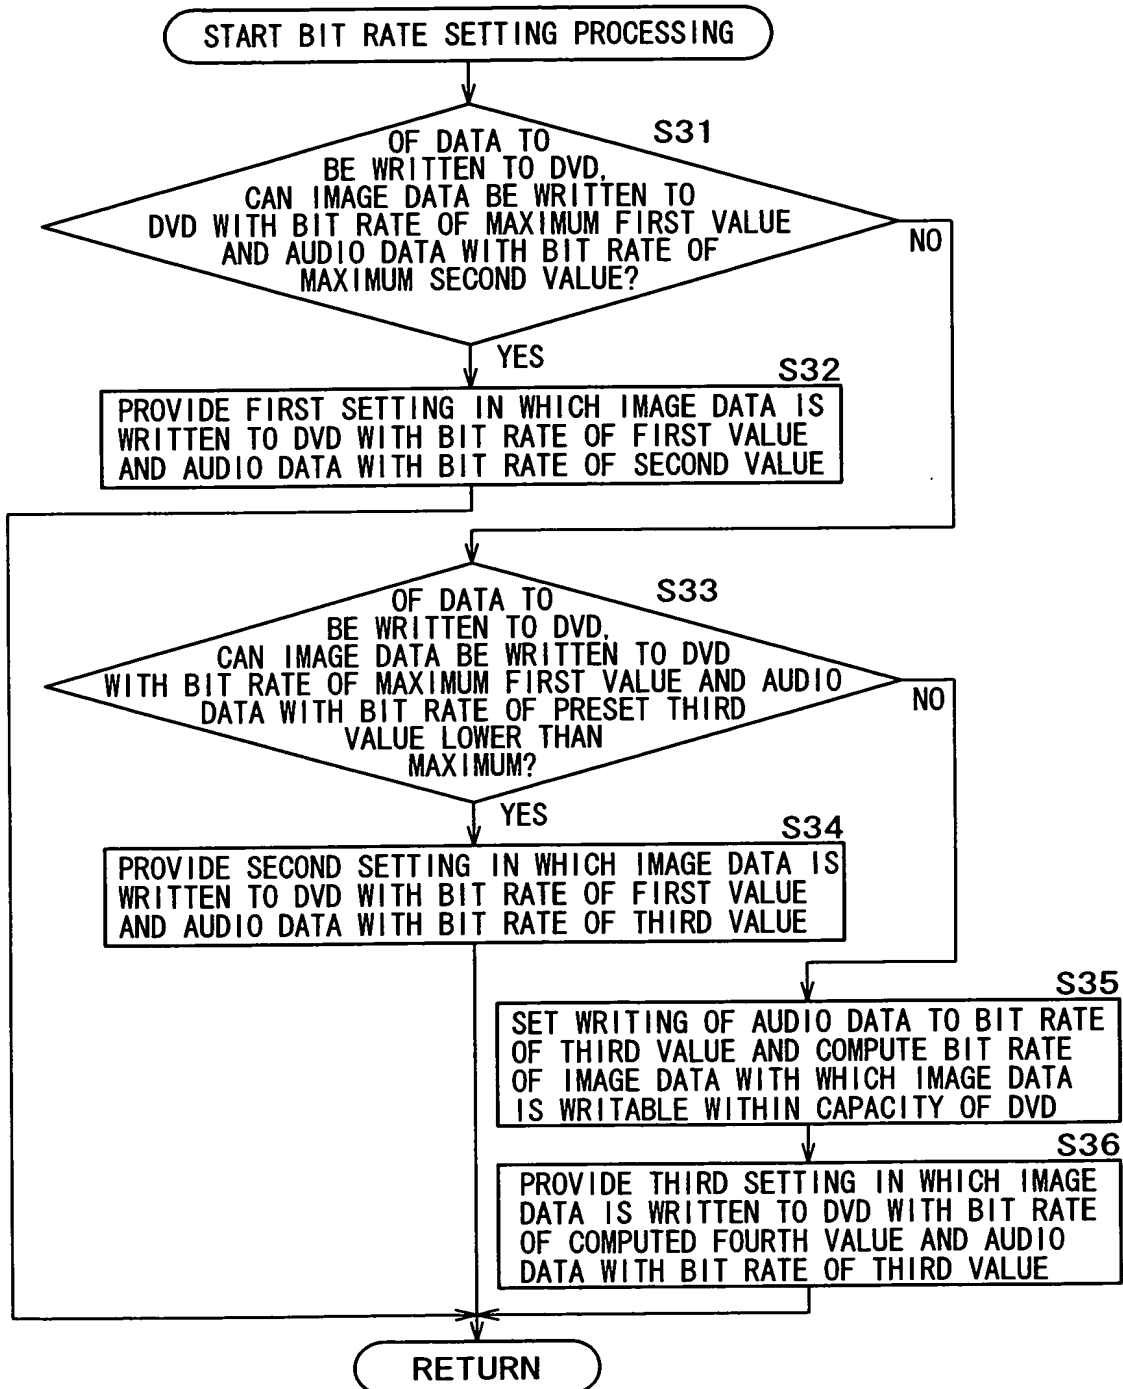 START BIT RATE SETTING PROCESSING
S31
OF DATA TO
BE WRITTEN TO DVD,
CAN IMAGE DATA BE WRITTEN TO
DVD WITH BIT RATE OF MAXIMUM FIRST VALUE
AND AUDIO DATA WITH BIT RATE OF
MAXIMUM SECOND VALUE?
NO
YES
S32
PROVIDE FIRST SETTING IN WHICH IMAGE DATA IS
WRITTEN TO DVD WITH BIT RATE OF FIRST VALUE
AND AUDIO DATA WITH BIT RATE OF SECOND VALUE
S33
OF DATA TO
BE WRITTEN TO DVD,
CAN IMAGE DATA BE WRITTEN TO DVD
WITH BIT RATE OF MAXIMUM FIRST VALUE AND AUDIO
DATA WITH BIT RATE OF PRESET THIRD
VALUE LOWER THAN
MAXIMUM?
NO
YES
S34
PROVIDE SECOND SETTING IN WHICH IMAGE DATA IS
WRITTEN TO DVD WITH BIT RATE OF FIRST VALUE
AND AUDIO DATA WITH BIT RATE OF THIRD VALUE
S35
SET WRITING OF AUDIO DATA TO BIT RATE
OF THIRD VALUE AND COMPUTE BIT RATE
OF IMAGE DATA WITH WHICH IMAGE DATA
IS WRITABLE WITHIN CAPACITY OF DVD
S36
PROVIDE THIRD SETTING IN WHICH IMAGE
DATA IS WRITTEN TO DVD WITH BIT RATE
OF COMPUTED FOURTH VALUE AND AUDIO
DATA WITH BIT RATE OF THIRD VALUE
RETURN